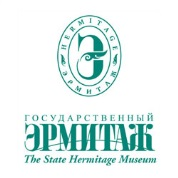 HERMITAGE
Э
ЭРМИТАЖ
ГОСУДАРСТВЕННЫЙ
ЭРМИТАЖ
The State Hermitage Museum